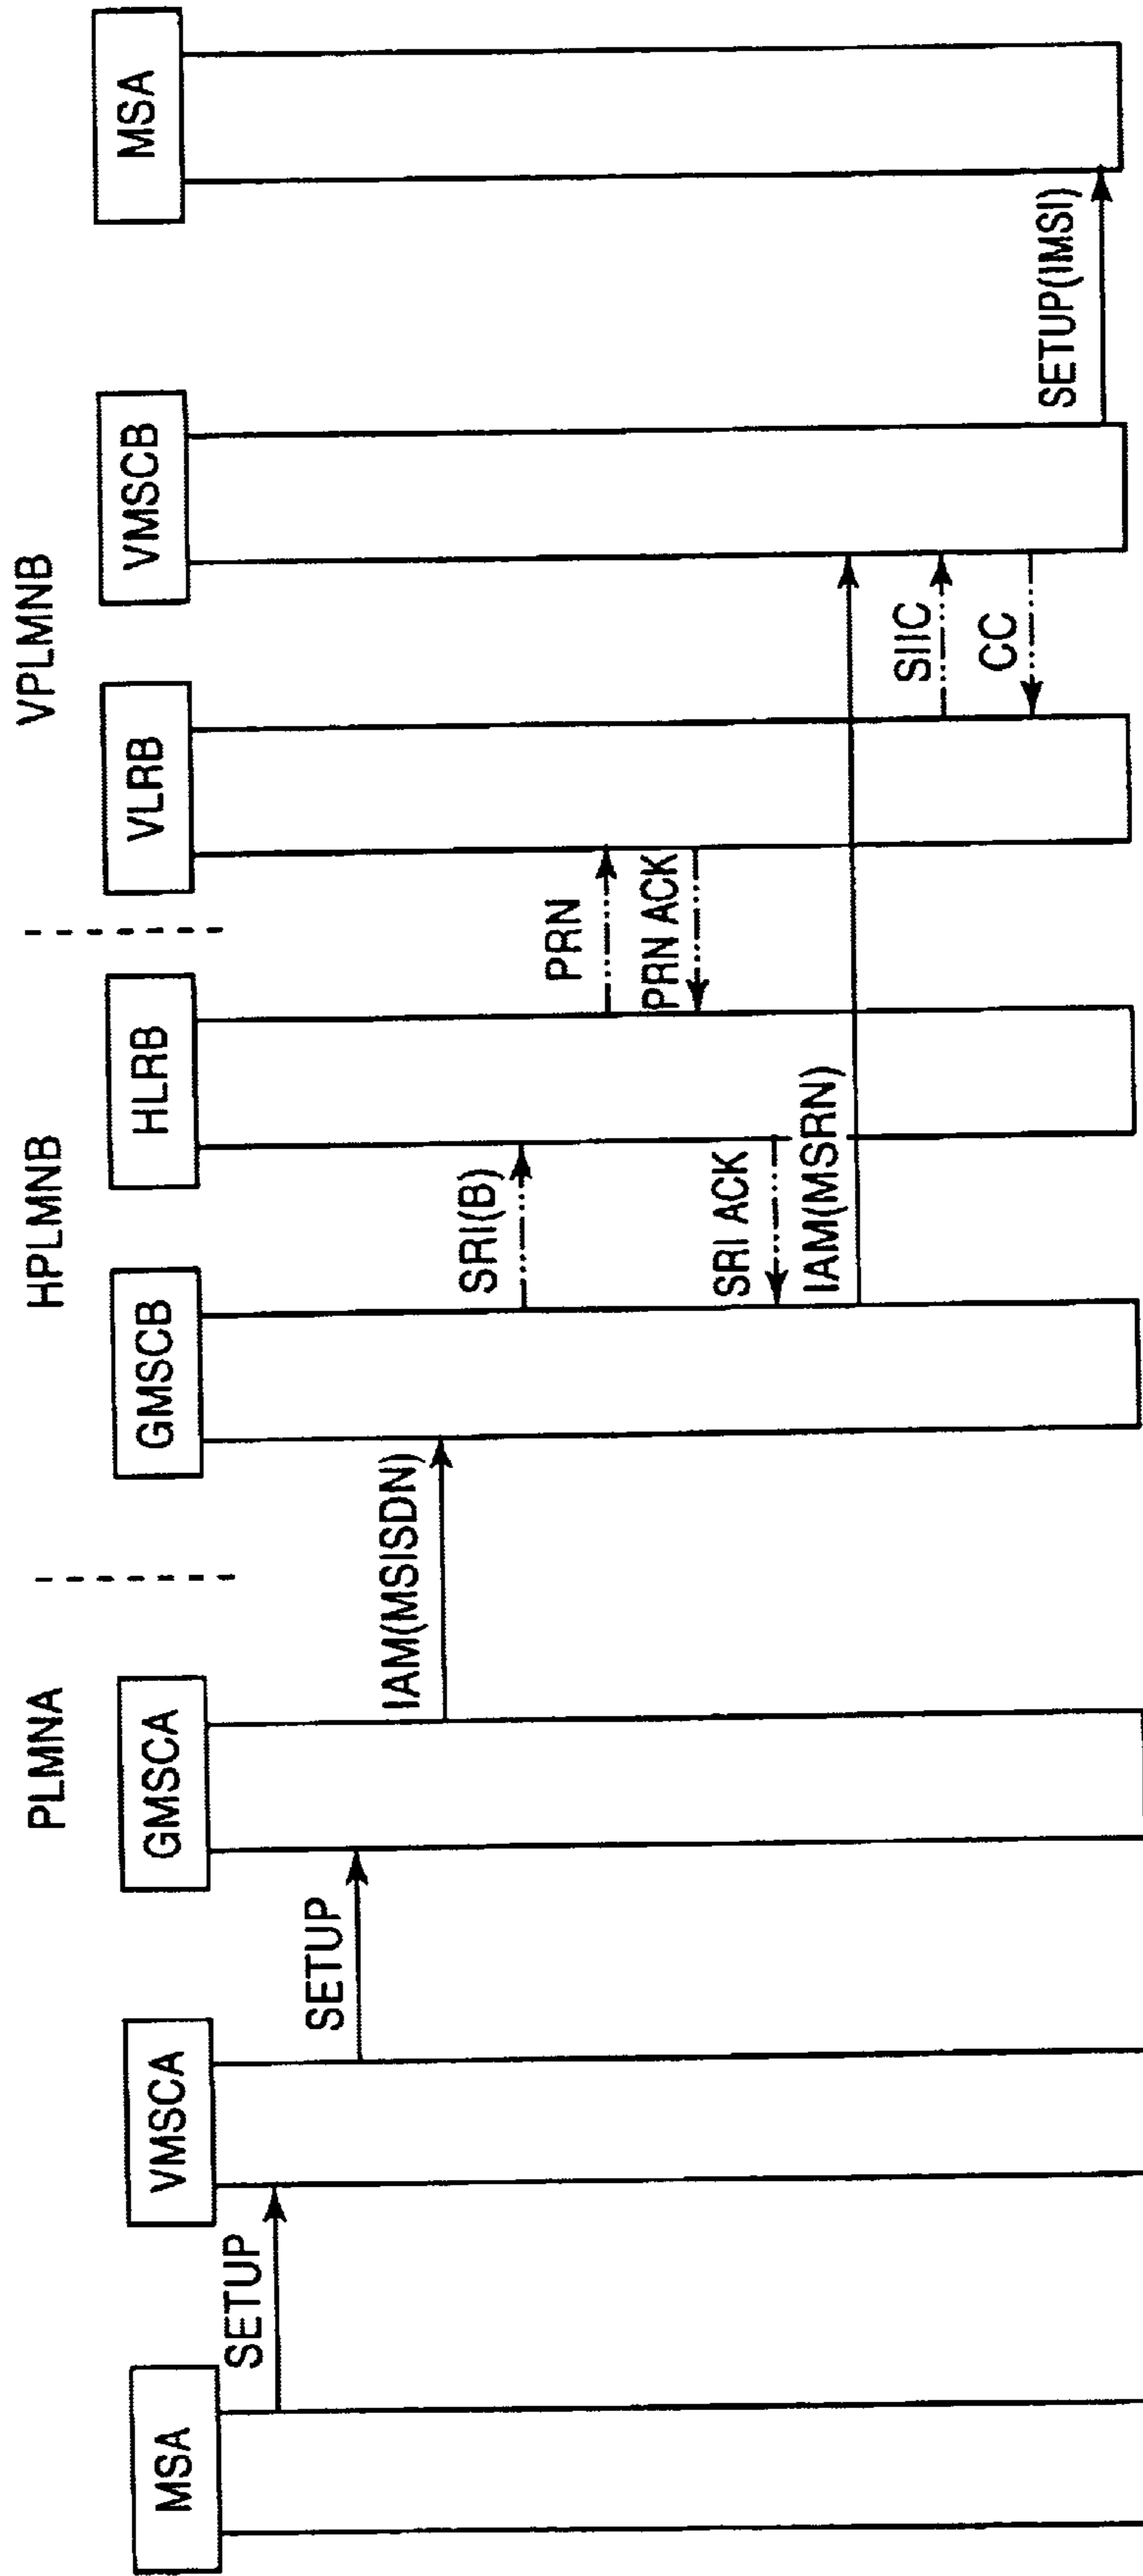 PLMNA
HPLMNB
VPLMNB
MSA
VMSCA
GMSCA
GMSCB
HLRB
VLRB
VMSCB
MSA
SETUP
SETUP
IAM(MSISDN)
SRI(B)
PRN
PRN ACK
SRI ACK
IAM(MSRN)
SIIC
CC
SETUP(IMSI)